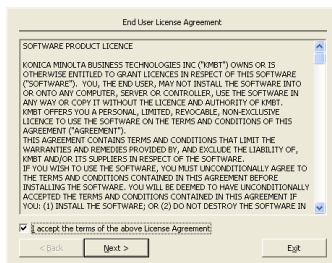 End User License Agreement
SOFTWARE PRODUCT LICENCE
KONICA MINOLTA BUSINESS TECHNOLOGIES INC ("KMBT") OWNS OR IS
OTHERWISE ENTITLED TO GRANT LICENCES IN RESPECT OF THIS SOFTWARE
("SOFTWARE"). YOU, THE END USER, MAY NOT INSTALL THE SOFTWARE INTO
OR ONTO ANY COMPUTER, SERVER OR CONTROLLER, USE THE SOFTWARE IN
ANY WAY OR COPY IT WITHOUT THE LICENCE AND AUTHORITY OF KMBT.
KMBT OFFERS YOU A PERSONAL, LIMITED, REVOCABLE, NON-EXCLUSIVE
LICENCE TO USE THE SOFTWARE ON THE TERMS AND CONDITIONS OF THIS
AGREEMENT ("AGREEMENT").
THIS AGREEMENT CONTAINS TERMS AND CONDITIONS THAT LIMIT THE
WARRANTIES AND REMEDIES PROVIDED BY, AND EXCLUDE THE LIABILITY OF,
KMBT AND/OR ITS SUPPLIERS IN RESPECT OF THE SOFTWARE.
IF YOU WISH TO USE THE SOFTWARE, YOU MUST UNCONDITIONALLY AGREE TO
THE TERMS AND CONDITIONS CONTAINED IN THIS AGREEMENT BEFORE
INSTALLING THE SOFTWARE. YOU WILL BE DEEMED TO HAVE UNCONDITIONALLY
ACCEPTED THE TERMS AND CONDITIONS CONTAINED IN THIS AGREEMENT IF
YOU: (1) INSTALL THE SOFTWARE; OR (2) DO NOT DESTROY THE SOFTWARE IN
I accept the terms of the above License Agreement
< Back
Next >
Exit